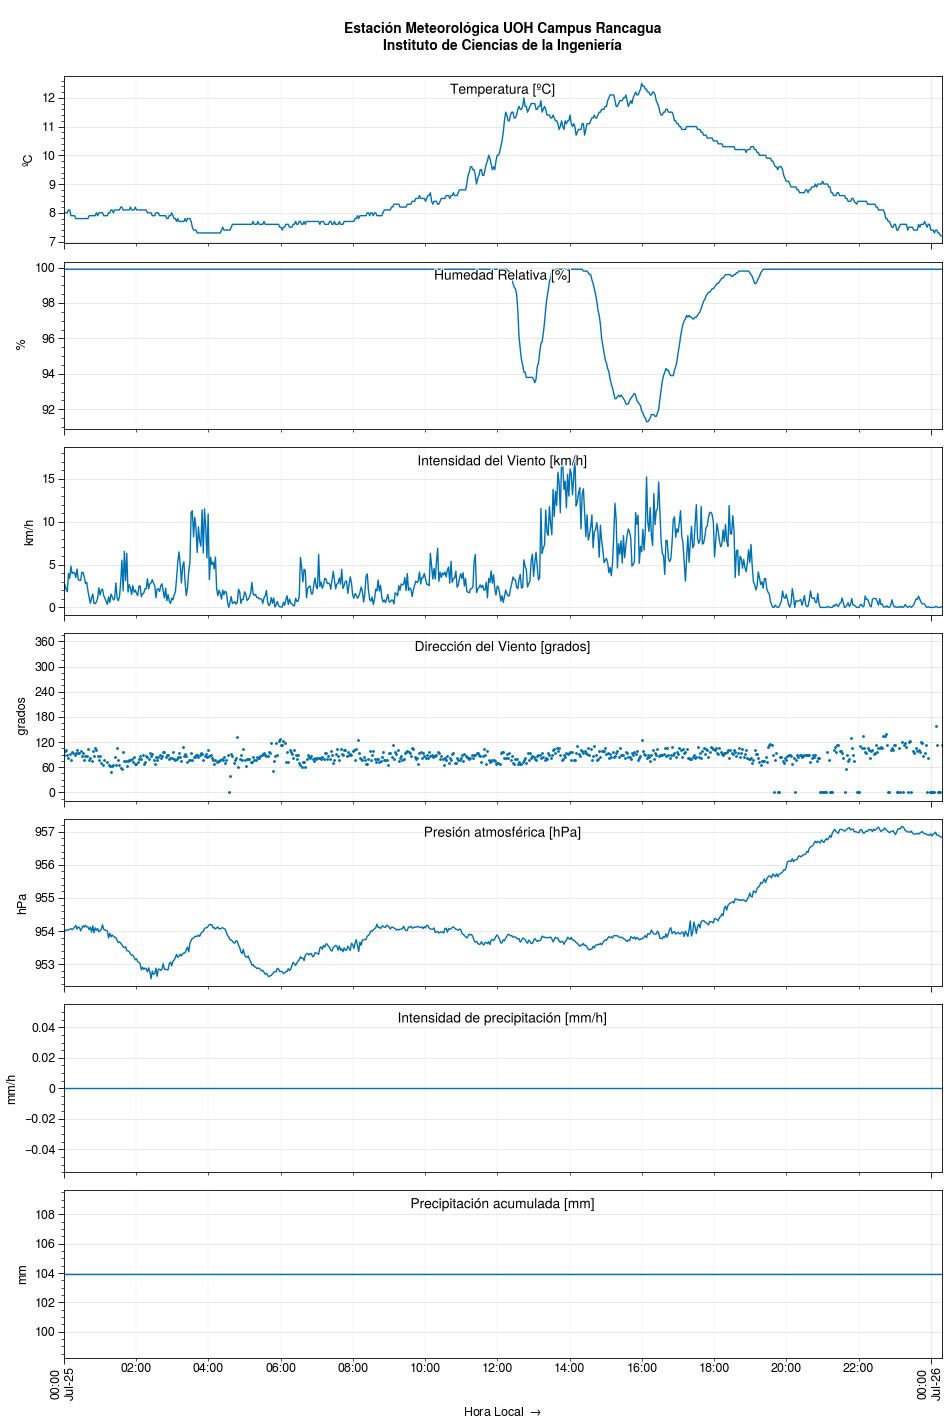 Estación Meteorológica UOH Campus Rancagua
Instituto de Ciencias de la Ingeniería
Temperatura [ºC]
ºC
12
11
10
9
8
7
Humedad Relativa [%]
%
100
98
96
94
92
Intensidad del Viento [km/h]
km/h
15
10
5
0
Dirección del Viento [grados]
grados
360
300
240
180
120
60
0
Presión atmosférica [hPa]
hPa
957
956
955
954
953
Intensidad de precipitación [mm/h]
mm/h
0.04
0.02
0
−0.02
−0.04
Precipitación acumulada [mm]
mm
108
106
104
102
100
00:00
Jul-25
02:00
04:00
06:00
08:00
10:00
12:00
14:00
16:00
18:00
20:00
22:00
00:00
Jul-26
Hora Local →